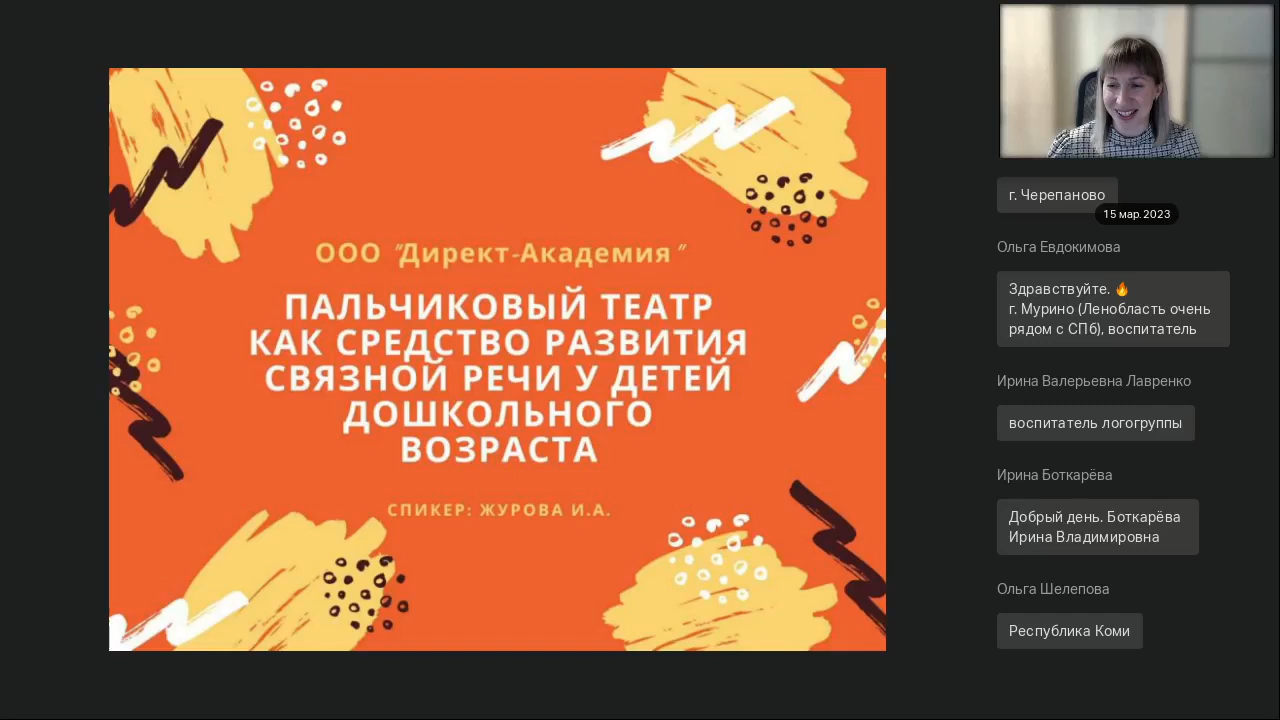 ООО "Директ-Академия"
ПАЛЬЧИКОВЫЙ ТЕАТР
КАК СРЕДСТВО РАЗВИТИЯ
СВЯЗНОЙ РЕЧИ У ДЕТЕЙ
ДОШКОЛЬНОГО
ВОЗРАСТА
СПИКЕР: ЖУРОВА И.А.
г. Черепаново
15 мар.2023
Ольга Евдокимова
Здравствуйте. 🔥
г. Мурино (Ленобласть очень
рядом с СПб), воспитатель
Ирина Валерьевна Лавренко
воспитатель логогруппы
Ирина Боткарёва
Добрый день. Боткарёва
Ирина Владимировна
Ольга Шелепова
Республика Коми